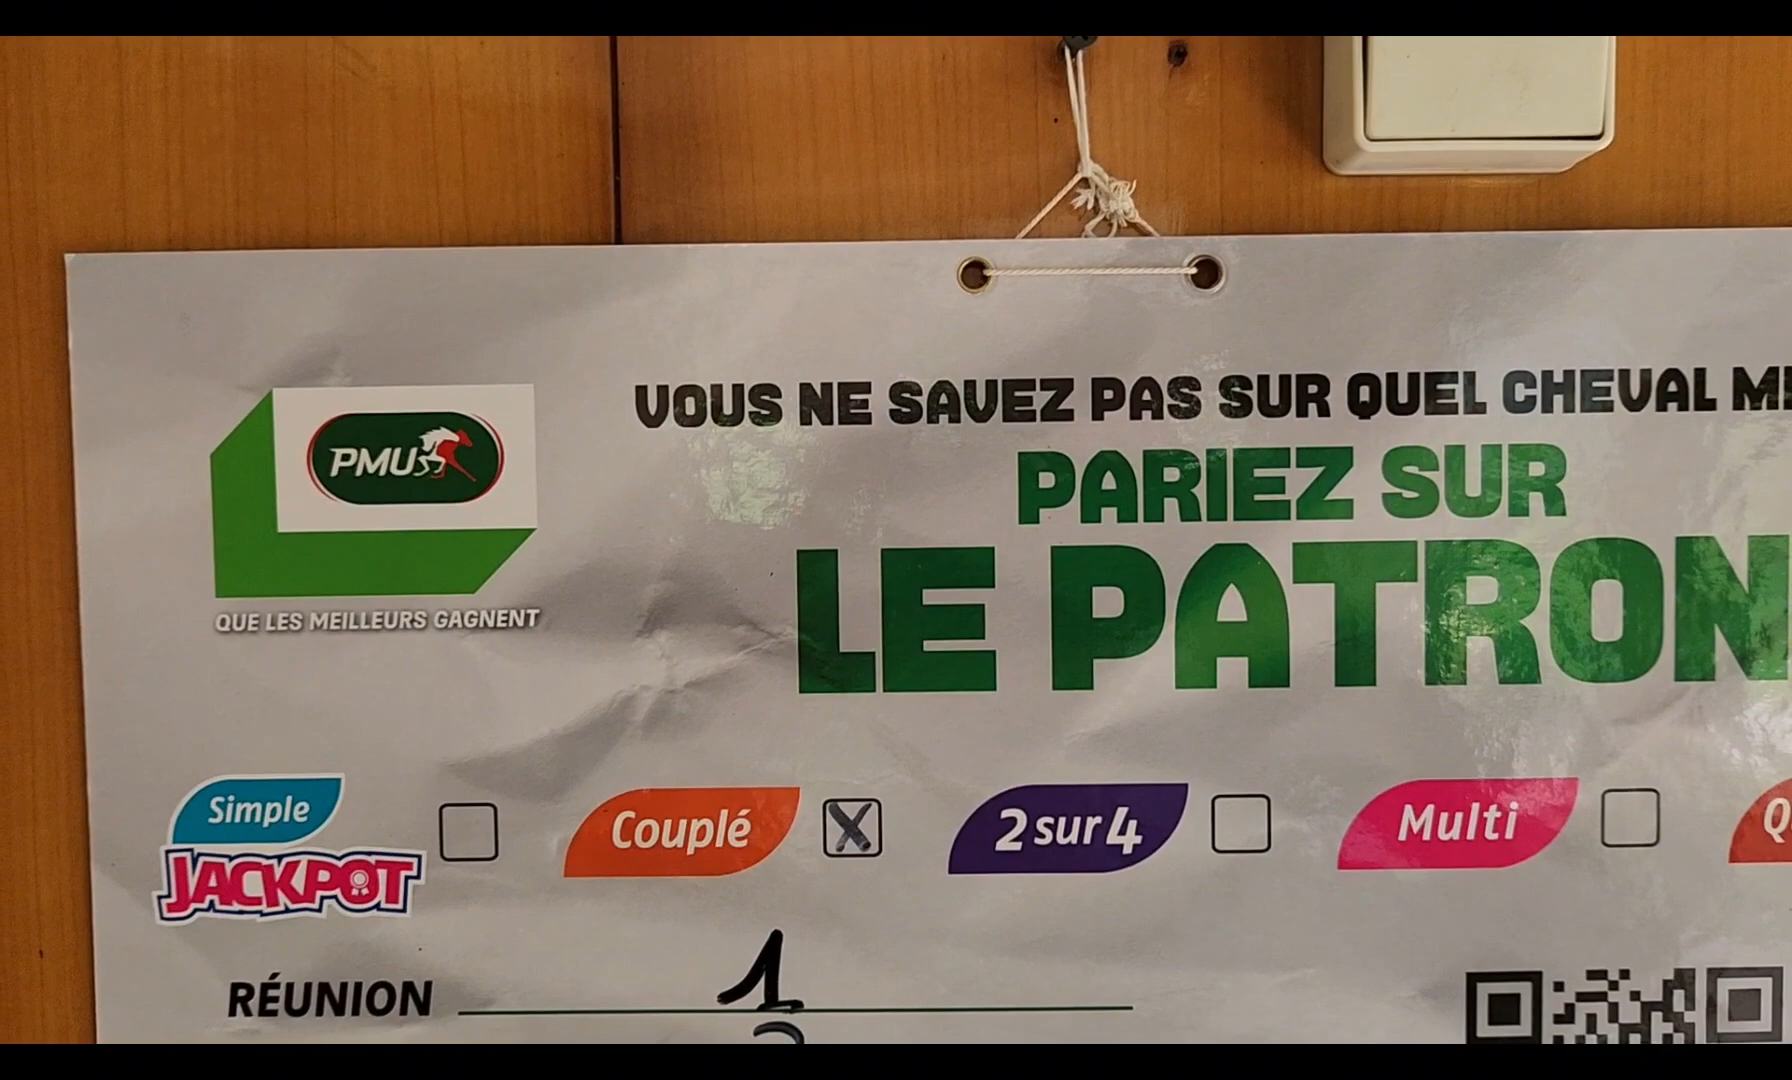 VOUS NE SAVEZ PAS SUR QUEL CHEVAL
PMU
PARIEZ SUR
LE PATRON
QUE LES MEILLEURS GAGNENT
Simple
JACKPOT
Couplé X
2 sur 4
Multi
RÉUNION 1